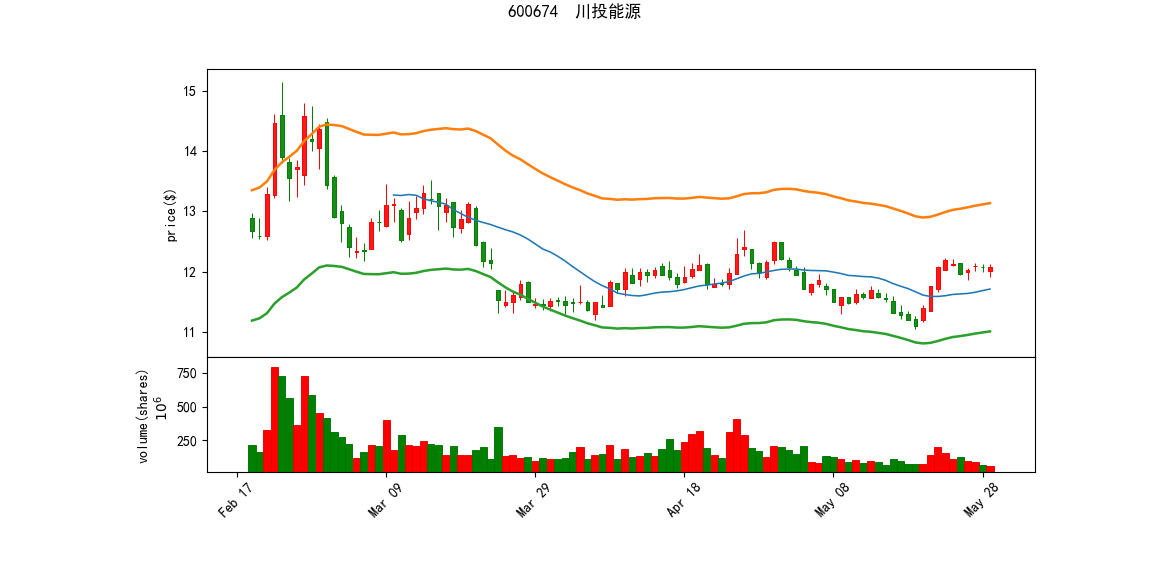 600674 川投能源
price($)
15
14
13
12
11
volume(shares)
10^6
750
500
250
Feb 17
Mar 09
Mar 29
Apr 18
May 08
May 28